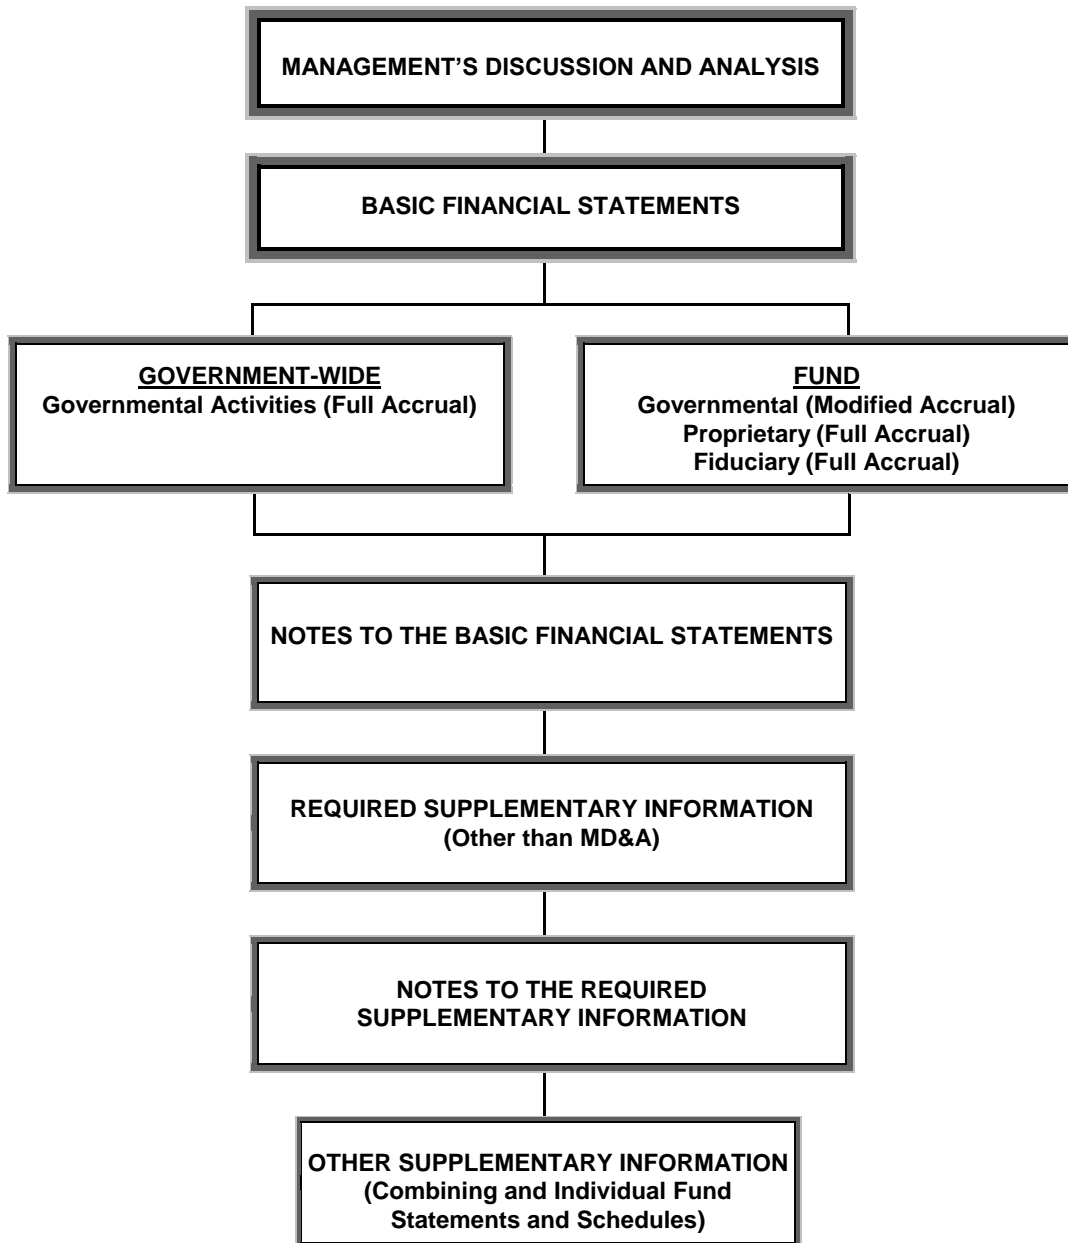 MANAGEMENT’S DISCUSSION AND ANALYSIS
BASIC FINANCIAL STATEMENTS
GOVERNMENT-WIDE
Governmental Activities (Full Accrual)
FUND
Governmental (Modified Accrual)
Proprietary (Full Accrual)
Fiduciary (Full Accrual)
NOTES TO THE BASIC FINANCIAL STATEMENTS
REQUIRED SUPPLEMENTARY INFORMATION
(Other than MD&A)
NOTES TO THE REQUIRED
SUPPLEMENTARY INFORMATION
OTHER SUPPLEMENTARY INFORMATION
(Combining and Individual Fund
Statements and Schedules)